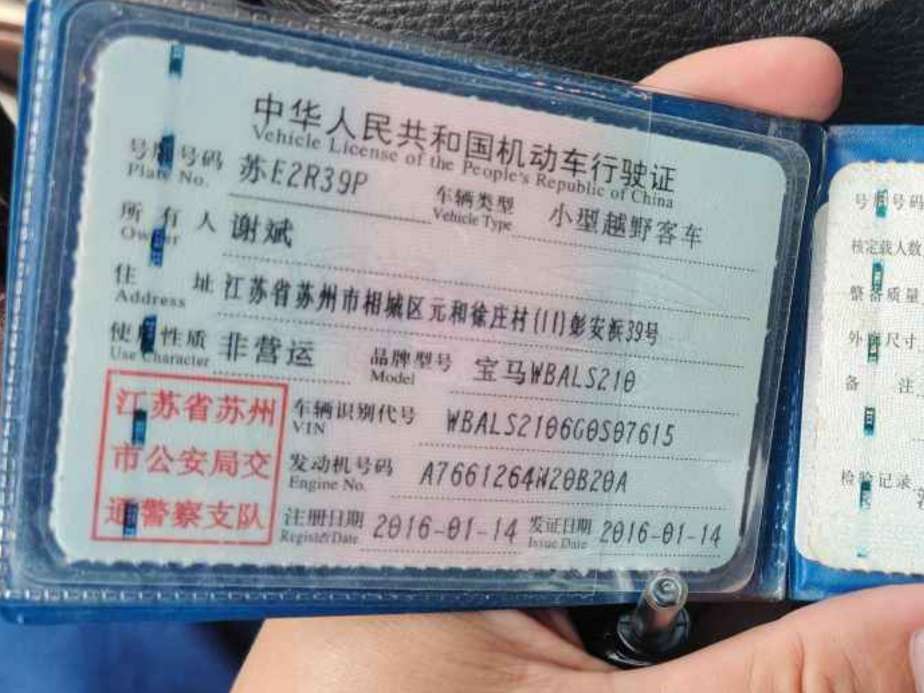 中华人民共和国机动车行驶证
Vehicle License of the People's Republic of China
号牌号码 苏E2R39P 车辆类型 小型越野客车
Plate No. Vehicle Type
所有人 谢斌
Owner
住址 江苏省苏州市相城区元和徐庄村(11)彭安浜39号
Address
使用性质 非营运 品牌型号 宝马WBALS210
Use Character Model
江苏省苏州
市公安局交
通警察支队
车辆识别代号 WBALS2106G0S07615
VIN
发动机号码 A7661264W20B20A
Engine No.
注册日期 2016-01-14 发证日期 2016-01-14
Register Date Issue Date
号牌号码
核定载人数
整备质量
外廓尺寸
备注
检验记录